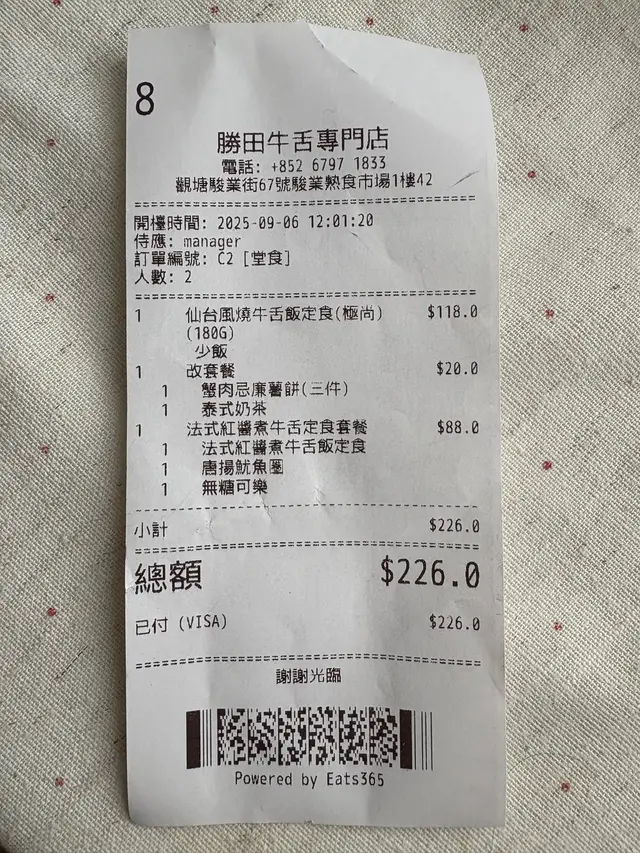 8
勝田牛舌專門店
電話: +852 6797 1833
觀塘駿業街67號駿業熟食市場1樓42
開檯時間: 2025-09-06 12:01:20
侍應: manager
訂單編號: C2 [堂食]
人數: 2
1 仙台風燒牛舌飯定食(極尚) $118.0
(180G)
少飯
1 改套餐 $20.0
1 蟹肉忌廉薯餅(三件)
1 泰式奶茶
1 法式紅醬煮牛舌定食套餐 $88.0
1 法式紅醬煮牛舌飯定食
1 唐揚魷魚圈
1 無糖可樂
小計 $226.0
總額 $226.0
已付 (VISA) $226.0
謝謝光臨
Powered by Eats365